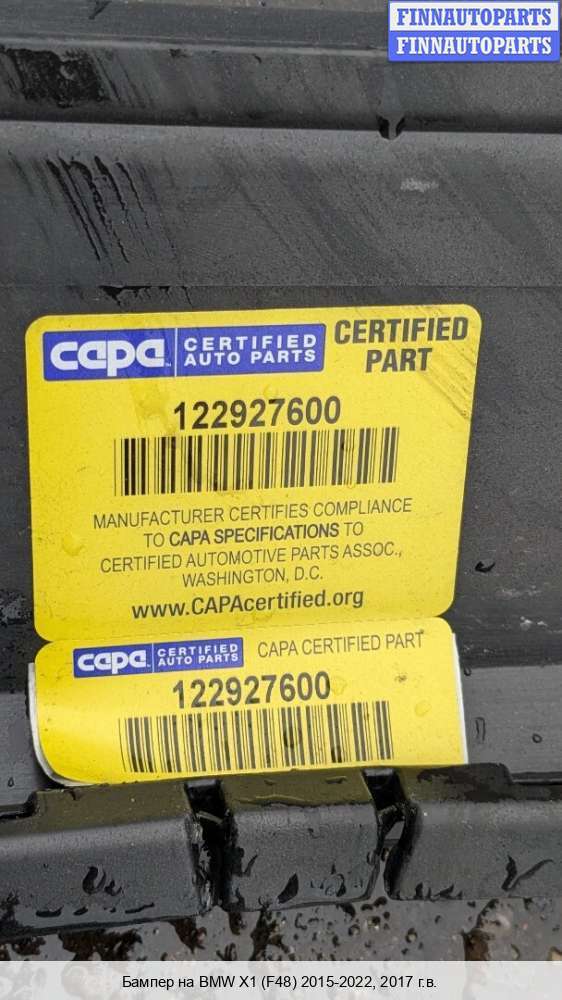 FINNAUTOPARTS
FINNAUTOPARTS
capa CERTIFIED AUTO PARTS
CERTIFIED PART
122927600
MANUFACTURER CERTIFIES COMPLIANCE
TO CAPA SPECIFICATIONS TO
CERTIFIED AUTOMOTIVE PARTS ASSOC.,
WASHINGTON, D.C.
www.CAPAcertified.org
capa CERTIFIED AUTO PARTS CAPA CERTIFIED PART
122927600
Бампер на BMW X1 (F48) 2015-2022, 2017 г.в.